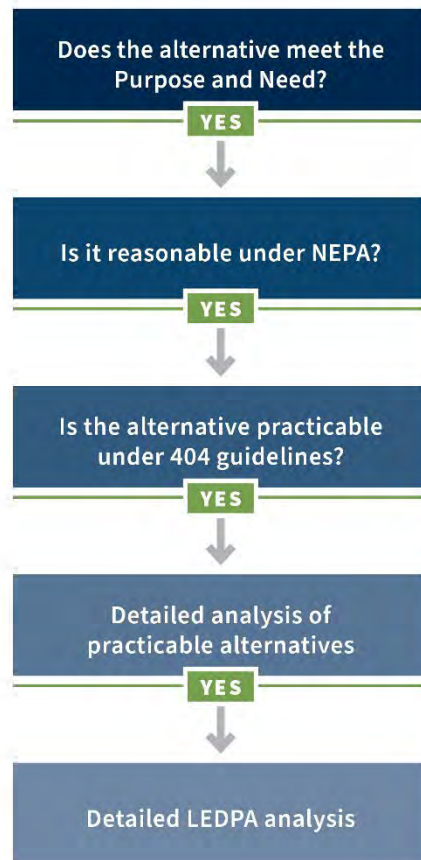 Does the alternative meet the
Purpose and Need?
YES
Is it reasonable under NEPA?
YES
Is the alternative practicable
under 404 guidelines?
YES
Detailed analysis of
practicable alternatives
YES
Detailed LEDPA analysis